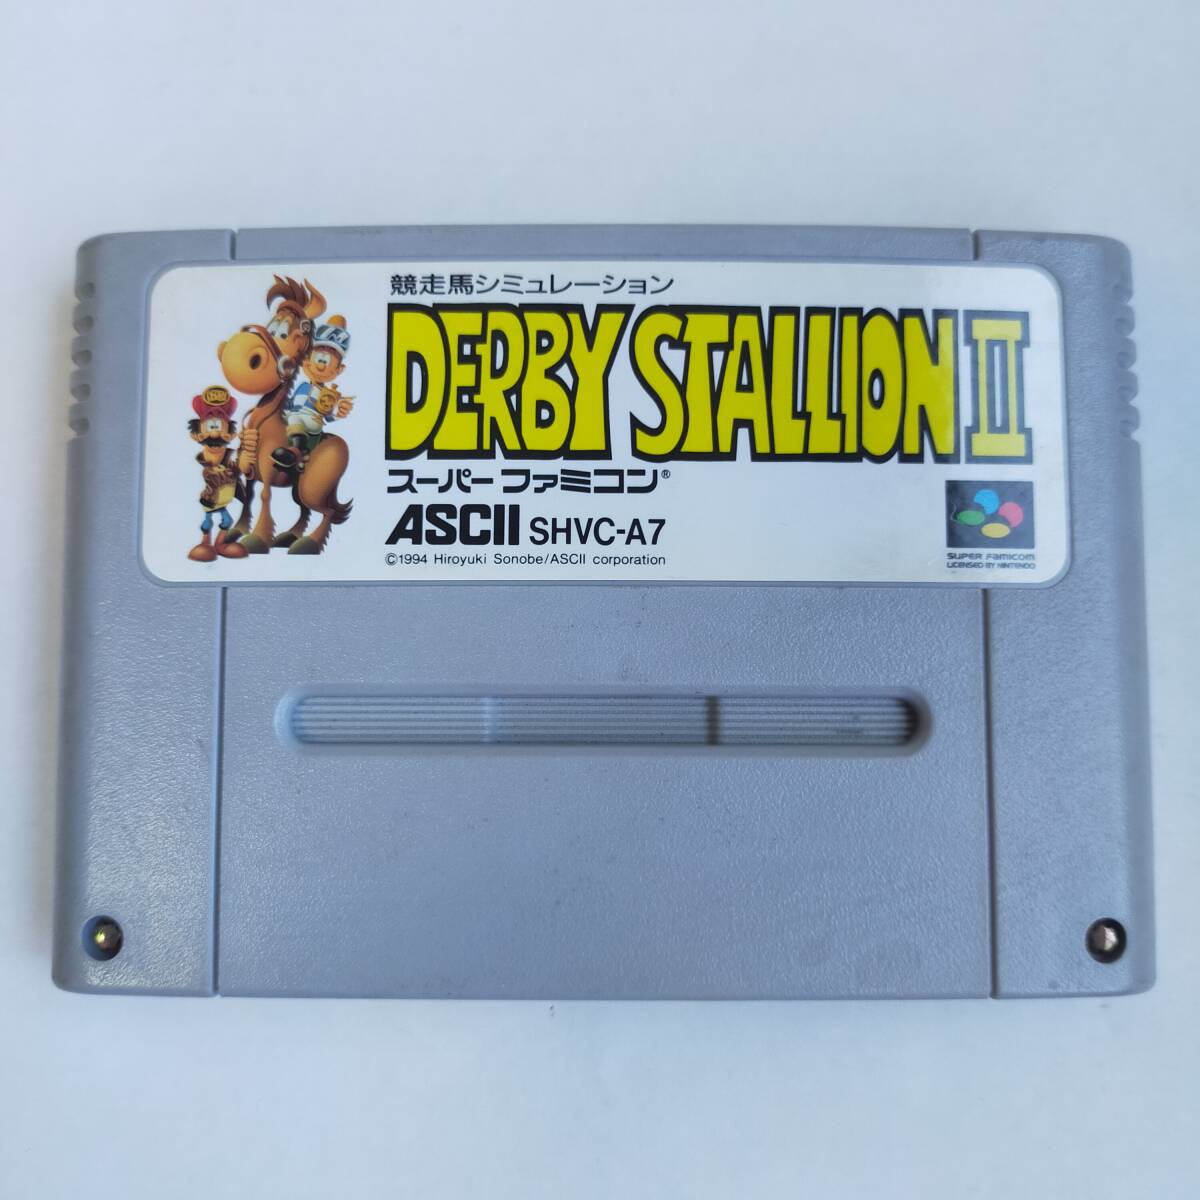 競走馬シミュレーション
DERBY STALLION II
スーパーファミコン®
ASCII SHVC-A7
©1994 Hiroyuki Sonobe/ASCII corporation
SUPER FAMICOM
LICENSED BY NINTENDO